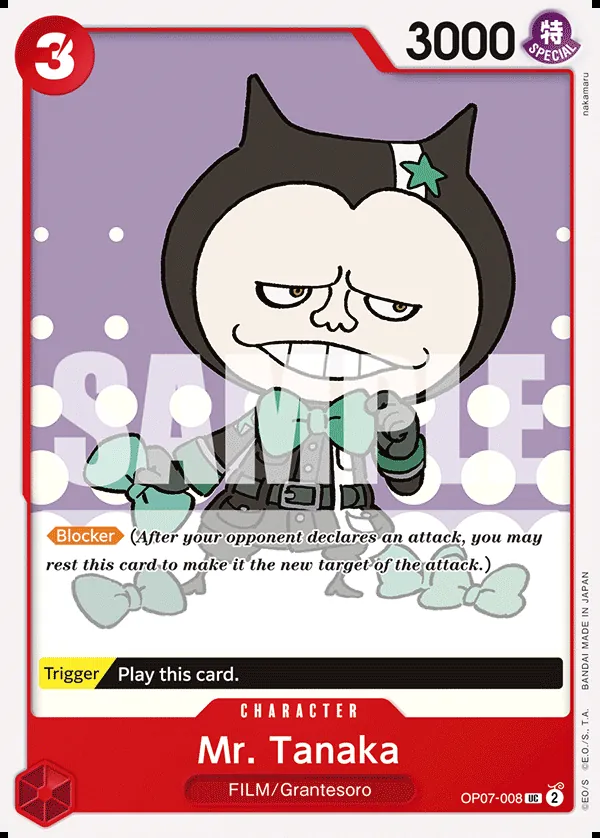 3
3000
特
SPECIAL
nakamaru
SAMPLE
Blocker (After your opponent declares an attack, you may
rest this card to make it the new target of the attack.)
Trigger Play this card.
CHARACTER
Mr. Tanaka
FILM/Grantesoro
OP07-008 UC 2
©EO/S ©E.O./S., T.A. BANDAI MADE IN JAPAN